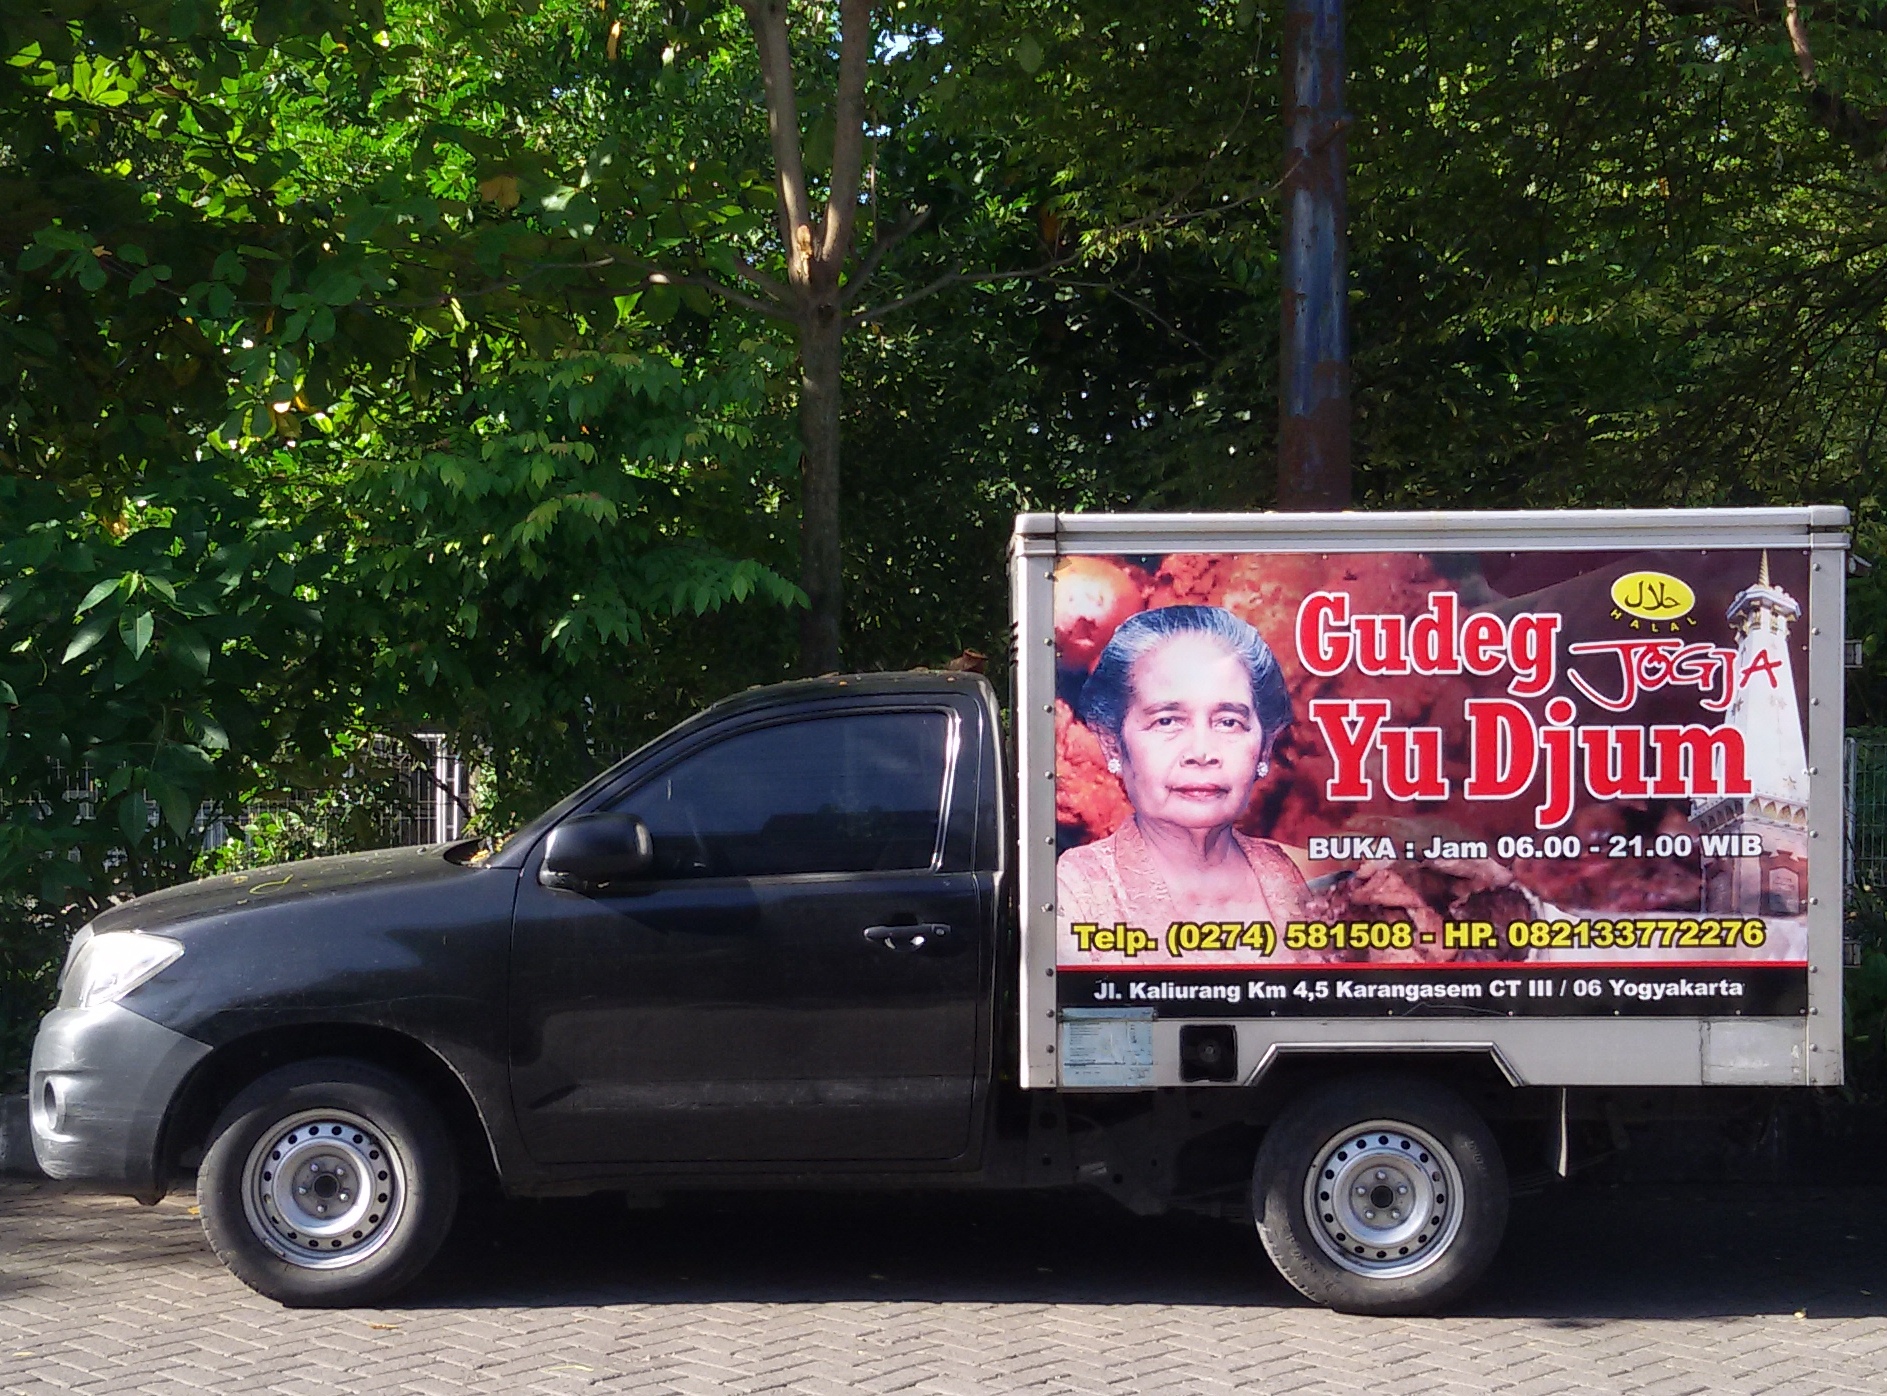 حلال
HALAL
Gudeg JOGJA
Yu Djum
BUKA : Jam 06.00 - 21.00 WIB
Telp. (0274) 581508 - HP. 082133772276
Jl. Kaliurang Km 4,5 Karangasem CT III / 06 Yogyakarta